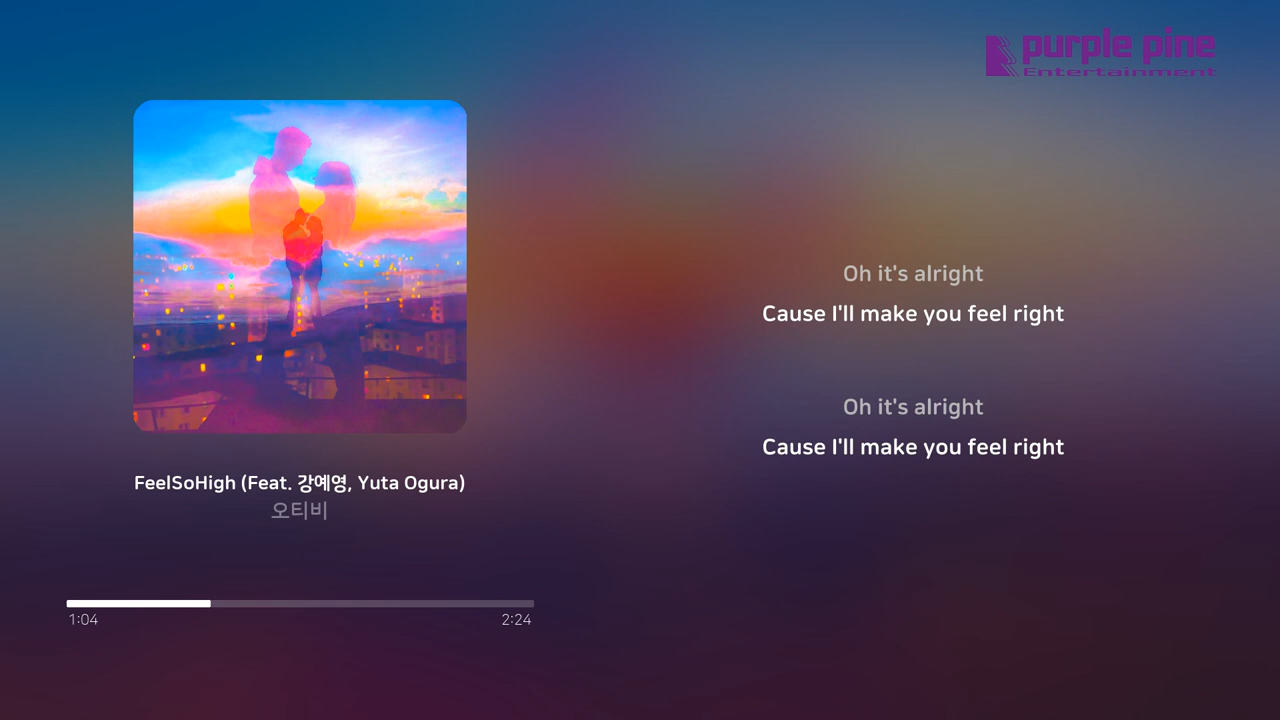 purple pine
Entertainment
Oh it's alright
Cause I'll make you feel right
Oh it's alright
Cause I'll make you feel right
FeelSoHigh (Feat. 강예영, Yuta Ogura)
오티비
1:04
2:24